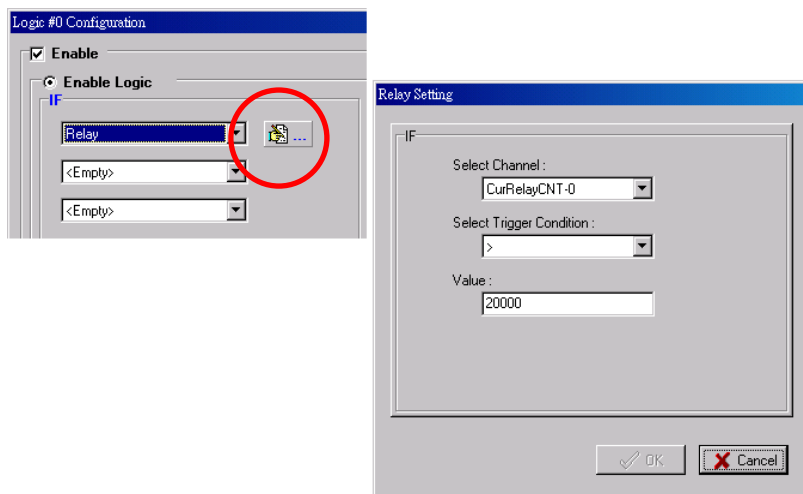 Logic #0 Configuration
Enable
Enable Logic
IF
Relay
...
<Empty>
<Empty>
Relay Setting
IF
Select Channel :
CurRelayCNT-0
Select Trigger Condition :
>
Value :
20000
OK
Cancel